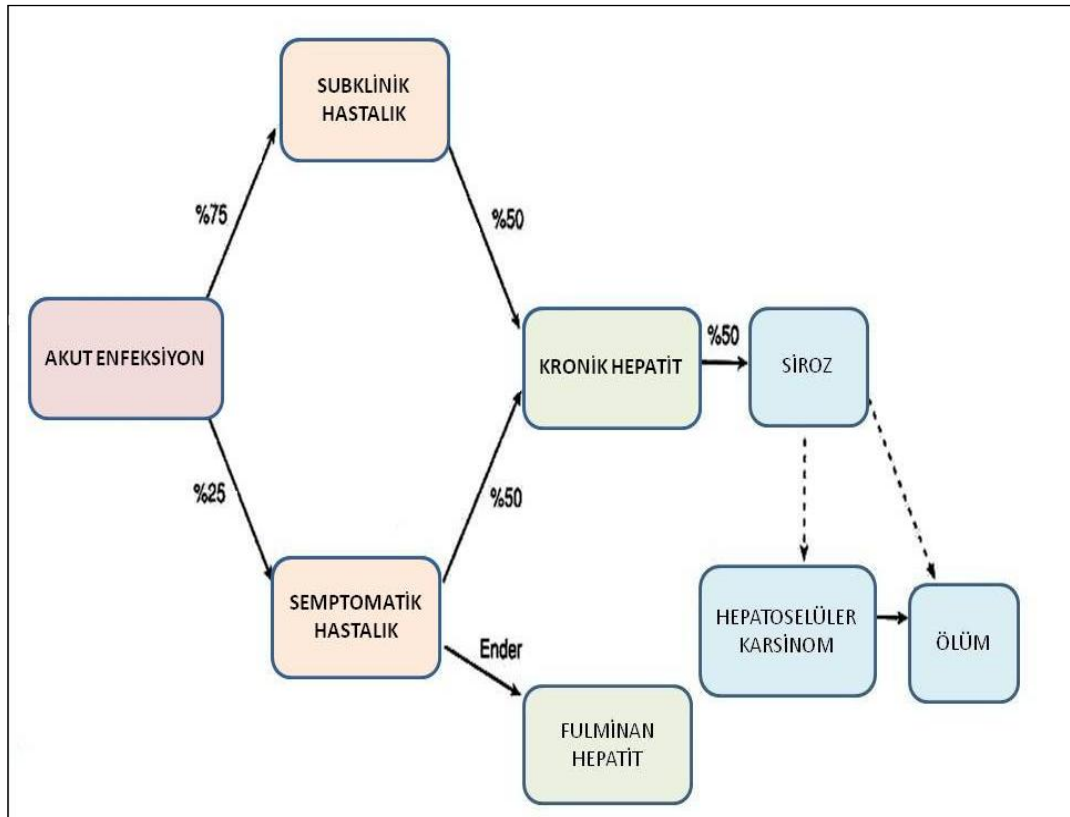 SUBKLİNİK
HASTALIK
%75
%50
AKUT ENFEKSİYON
KRONİK HEPATİT
%50
SİROZ
%25
%50
SEMPTOMATİK
HASTALIK
Ender
FULMİNAN
HEPATİT
HEPATOSELÜLER
KARSİNOM
ÖLÜM